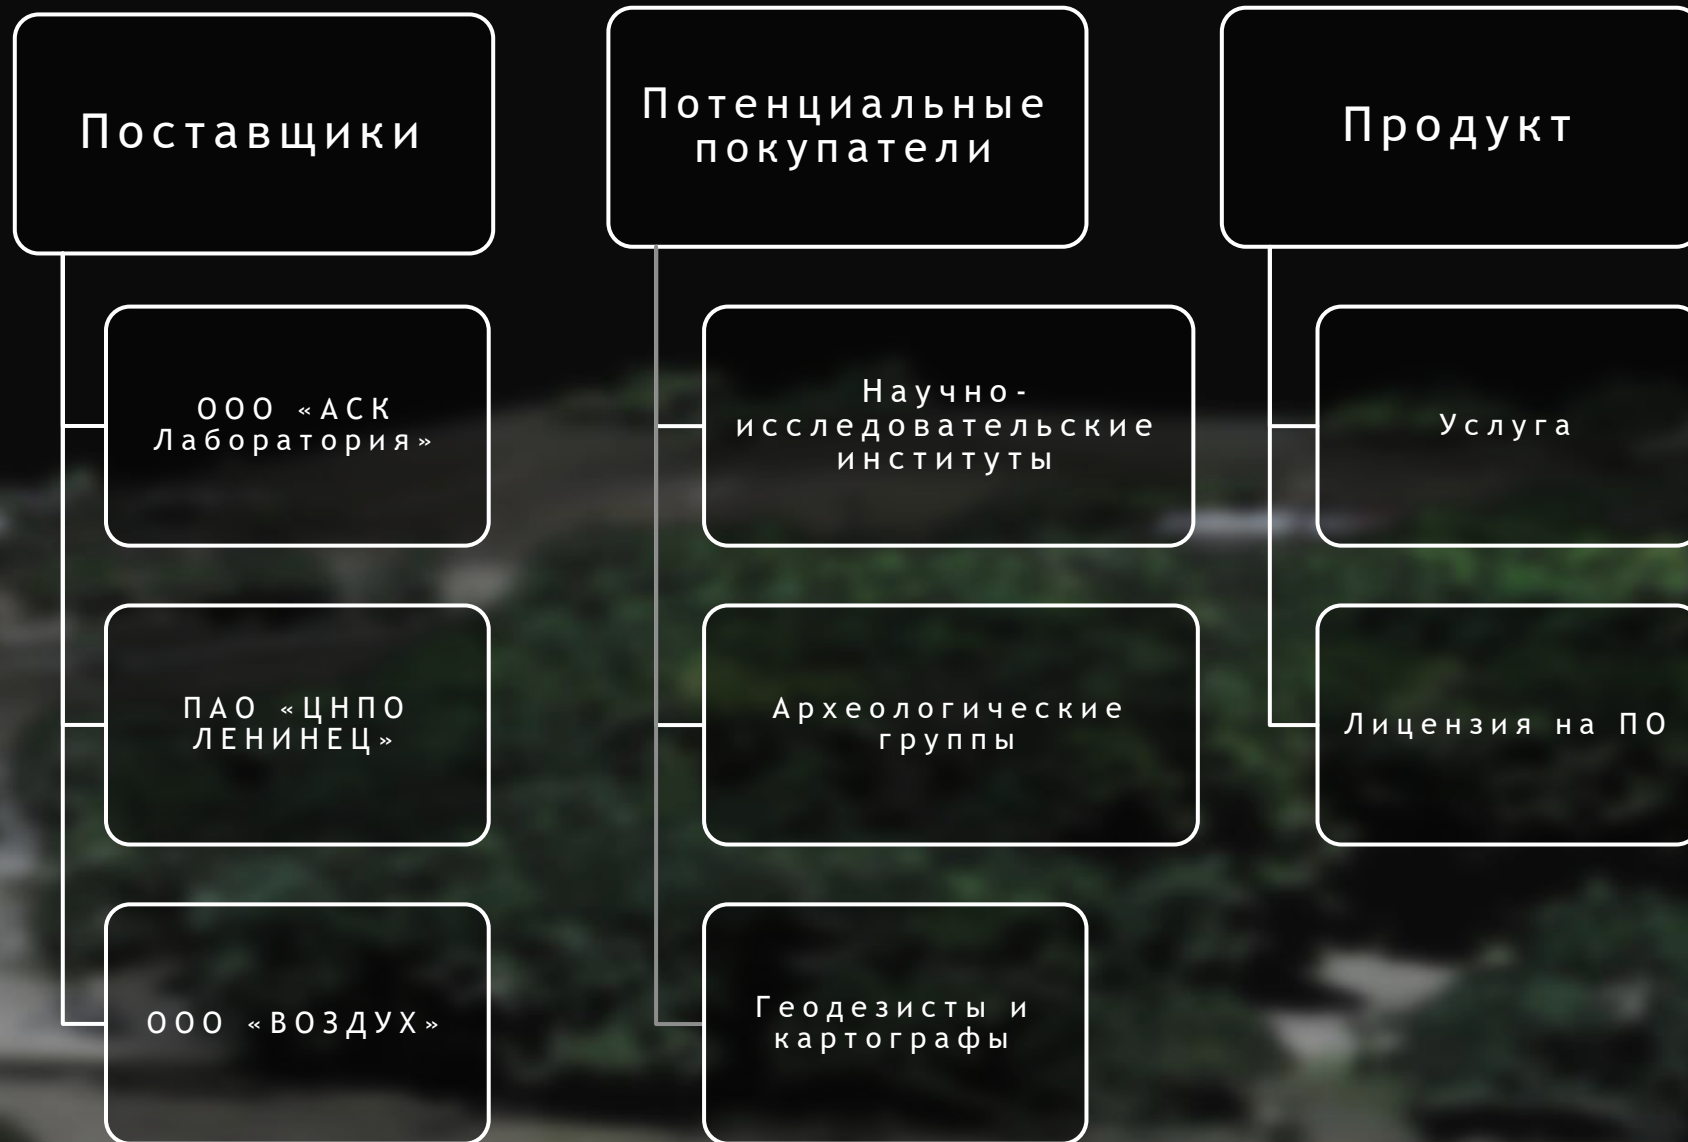 Поставщики
ООО «АСК
Лаборатория»
ПАО «ЦНПО
ЛЕНИНЕЦ»
ООО «ВОЗДУХ»
Потенциальные
покупатели
Научно-
исследовательские
институты
Археологические
группы
Геодезисты и
картографы
Продукт
Услуга
Лицензия на ПО